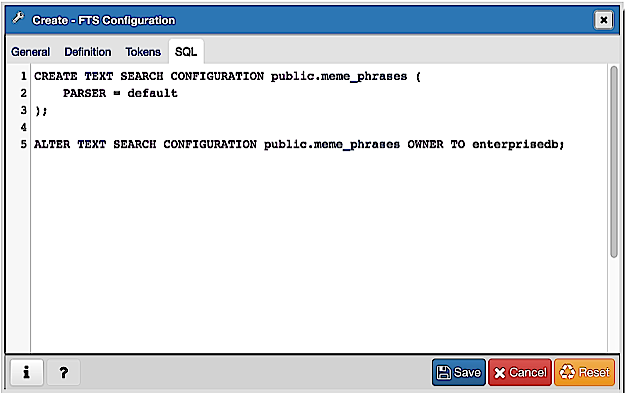 Create - FTS Configuration
General Definition Tokens SQL
1 CREATE TEXT SEARCH CONFIGURATION public.meme_phrases (
2     PARSER = default
3 );
4
5 ALTER TEXT SEARCH CONFIGURATION public.meme_phrases OWNER TO enterprisedb;
i ? Save Cancel Reset